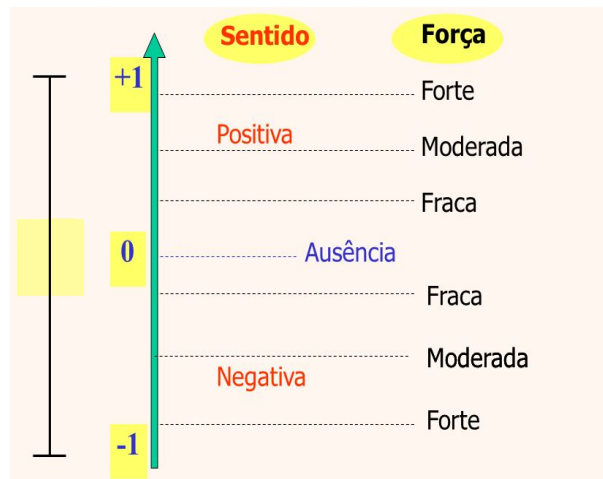 Sentido
Força
+1
Forte
Positiva
Moderada
Fraca
0
Ausência
Fraca
Moderada
Negativa
Forte
-1